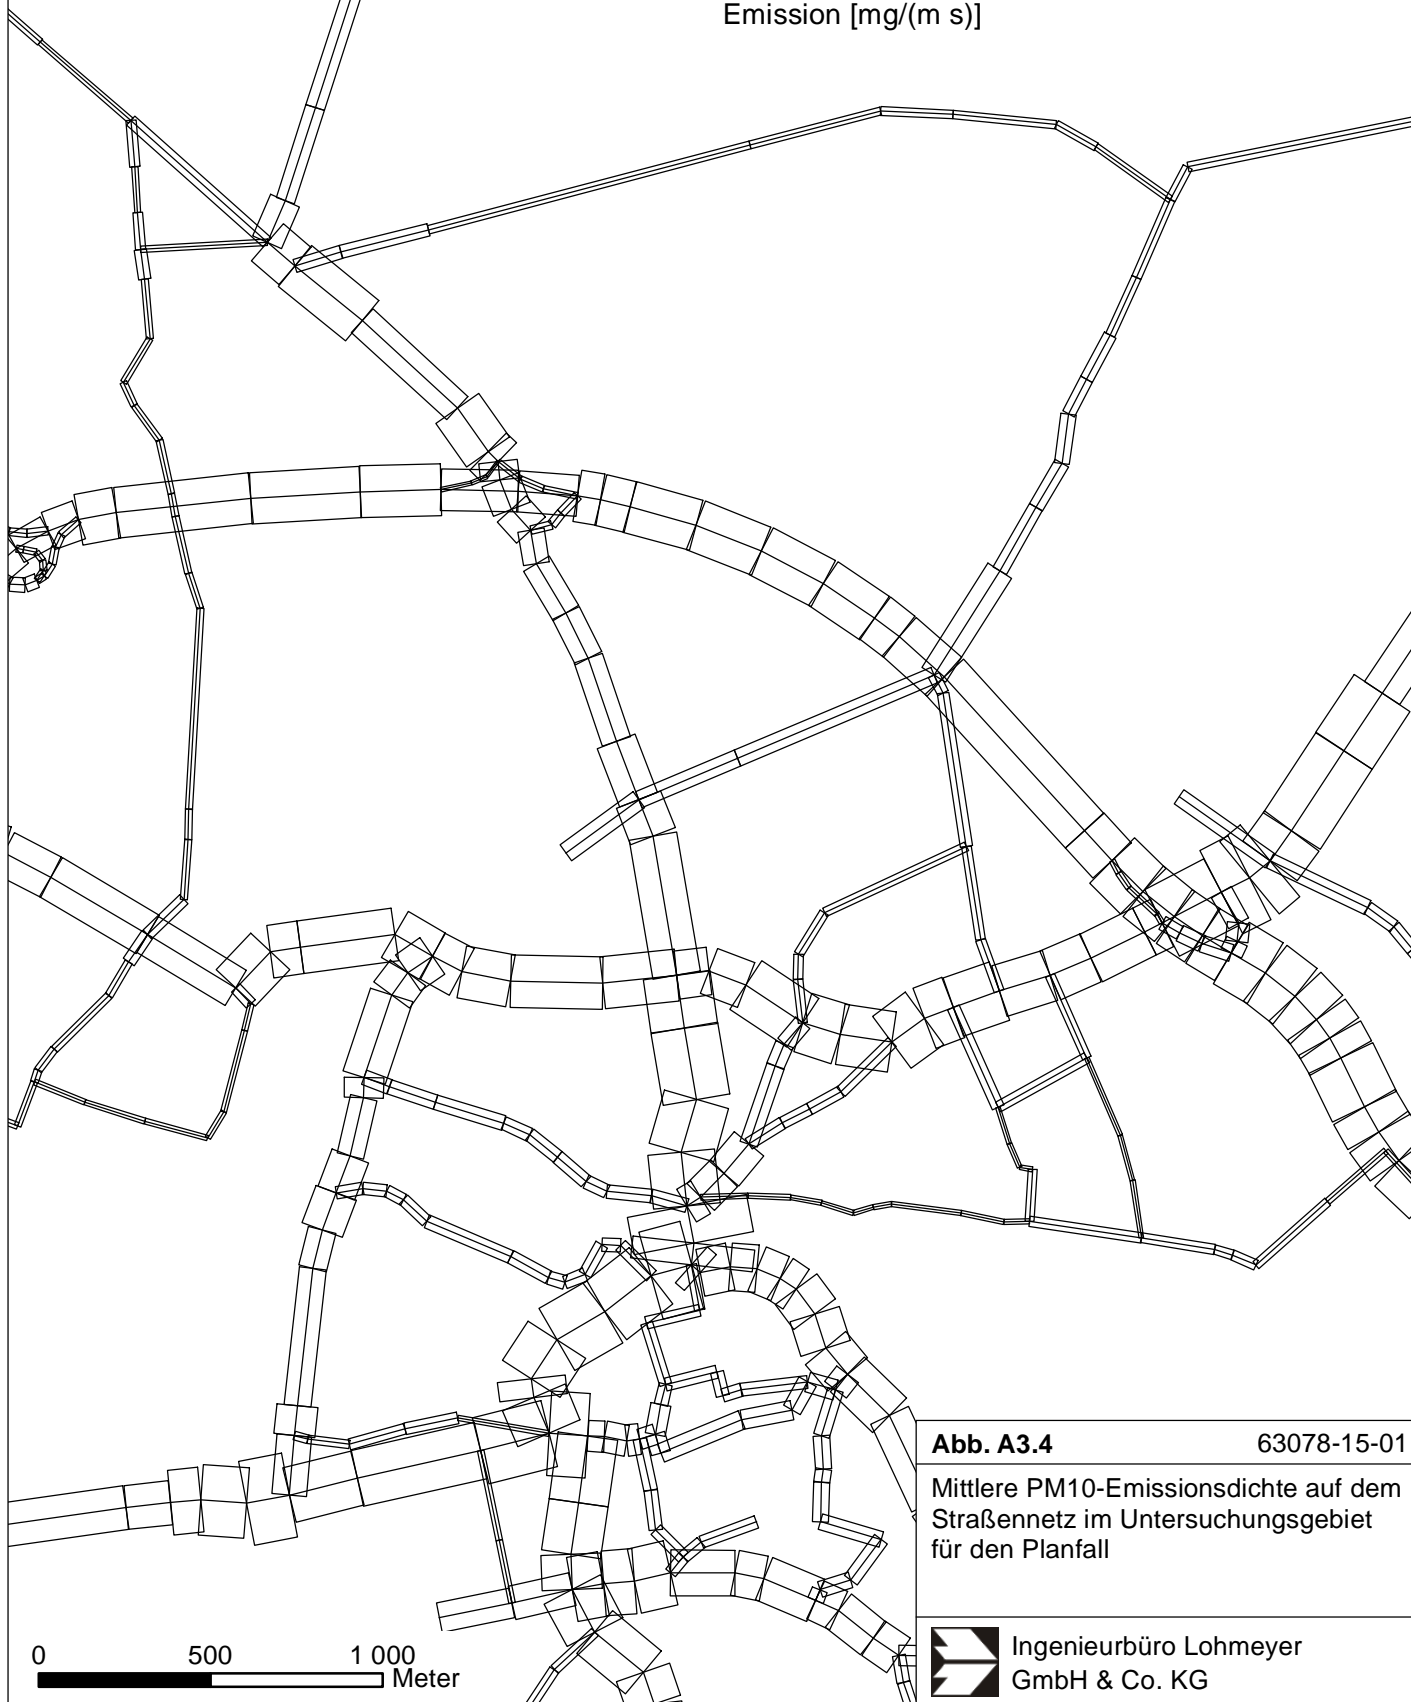 Emission [mg/(m s)]
Abb. A3.4 63078-15-01
Mittlere PM10-Emissionsdichte auf dem
Straßennetz im Untersuchungsgebiet
für den Planfall
Ingenieurbüro Lohmeyer
GmbH & Co. KG
0 500 1 000
Meter